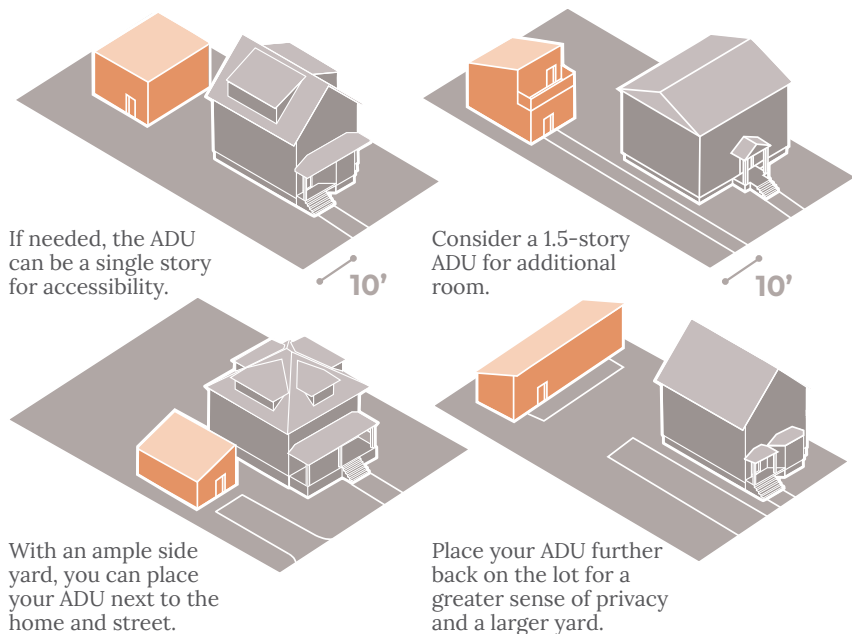 If needed, the ADU
can be a single story
for accessibility.
10’
Consider a 1.5-story
ADU for additional
room.
10’
With an ample side
yard, you can place
your ADU next to the
home and street.
Place your ADU further
back on the lot for a
greater sense of privacy
and a larger yard.